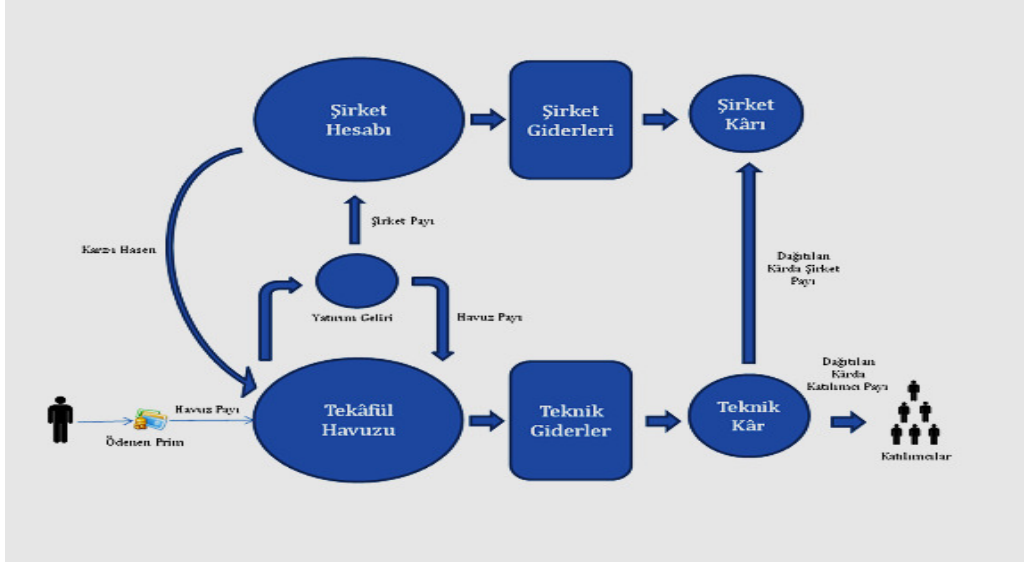 Şirket
Hesabı
Şirket
Giderleri
Şirket
Kârı
Karz-ı Hasen
Şirket Payı
Yatırım Geliri
Havuz Payı
Dağıtılan
Kârda Şirket
Payı
Havuz Payı
Ödenen Prim
Tekâfül
Havuzu
Teknik
Giderler
Teknik
Kâr
Dağıtılan
Kârda
Katılımcı Payı
Katılımcılar